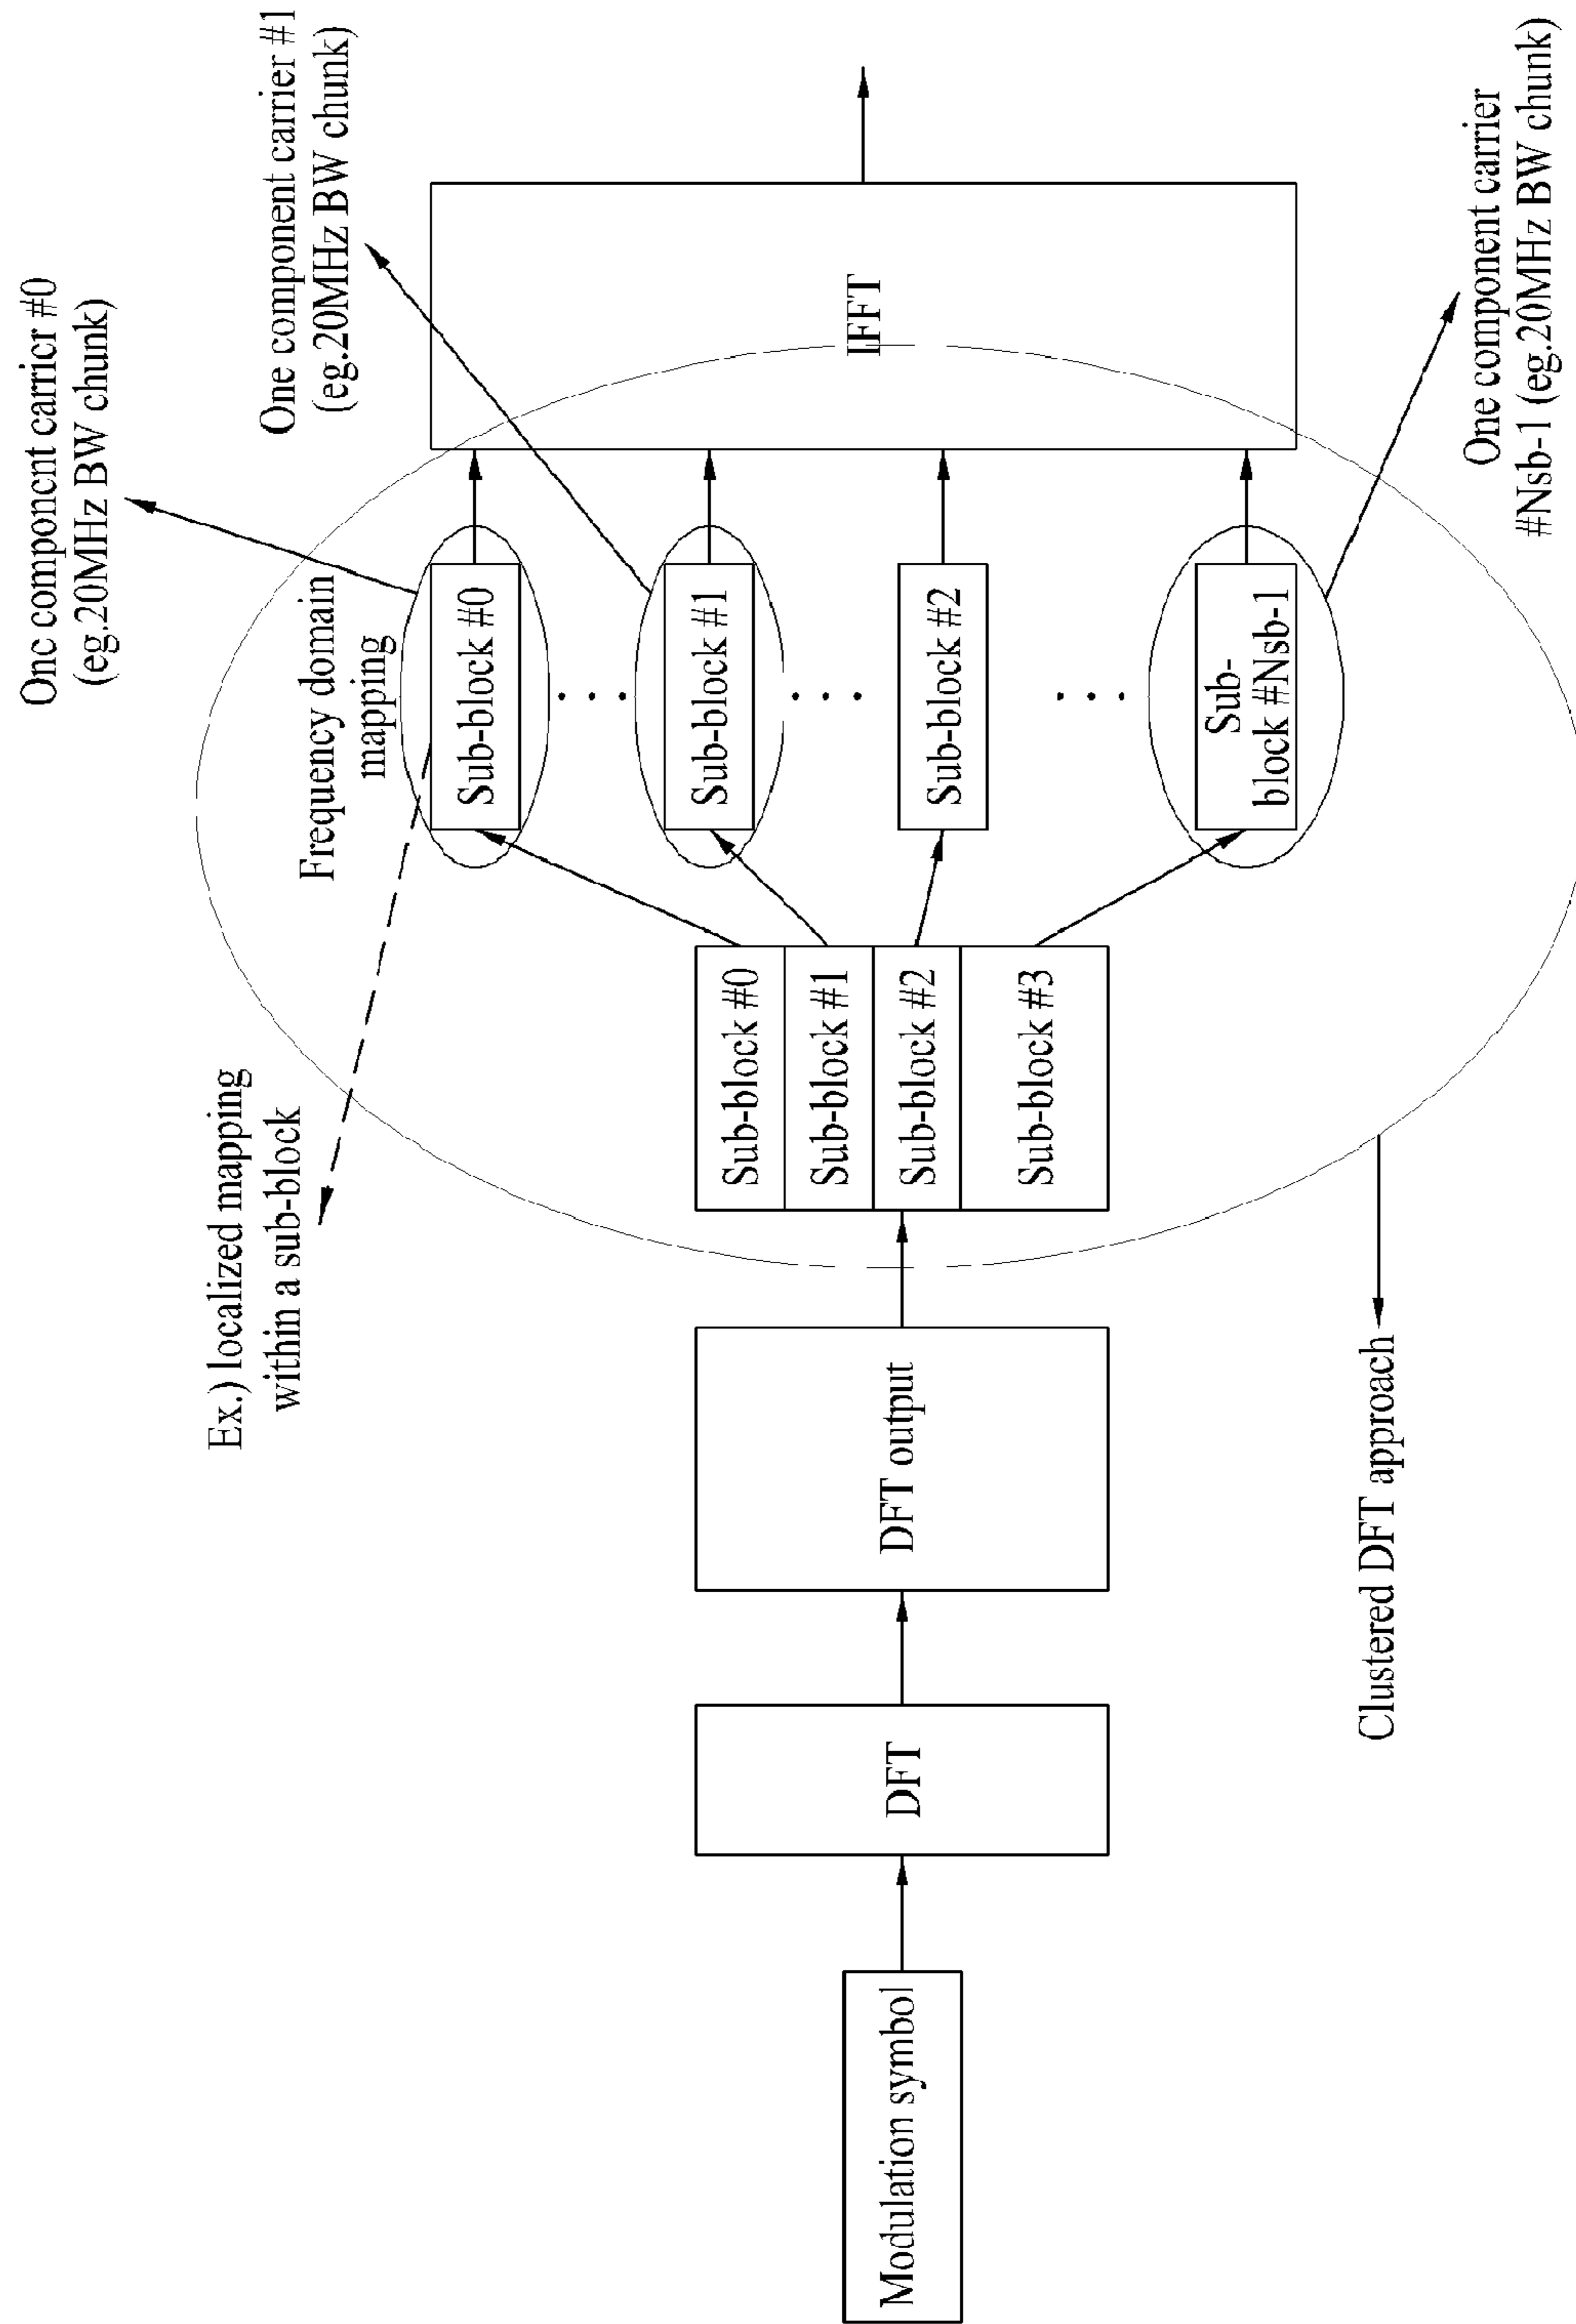 Modulation symbol
DFT
DFT output
Sub-block #0
Sub-block #1
Sub-block #2
Sub-block #3
Ex.) localized mapping
within a sub-block
Frequency domain
mapping
Sub-block #0
Sub-block #1
Sub-block #2
Sub-
block #Nsb-1
IFFT
One component carrier #0
(eg.20MHz BW chunk)
One component carrier #1
(eg.20MHz BW chunk)
One component carrier
#Nsb-1 (eg.20MHz BW chunk)
Clustered DFT approach